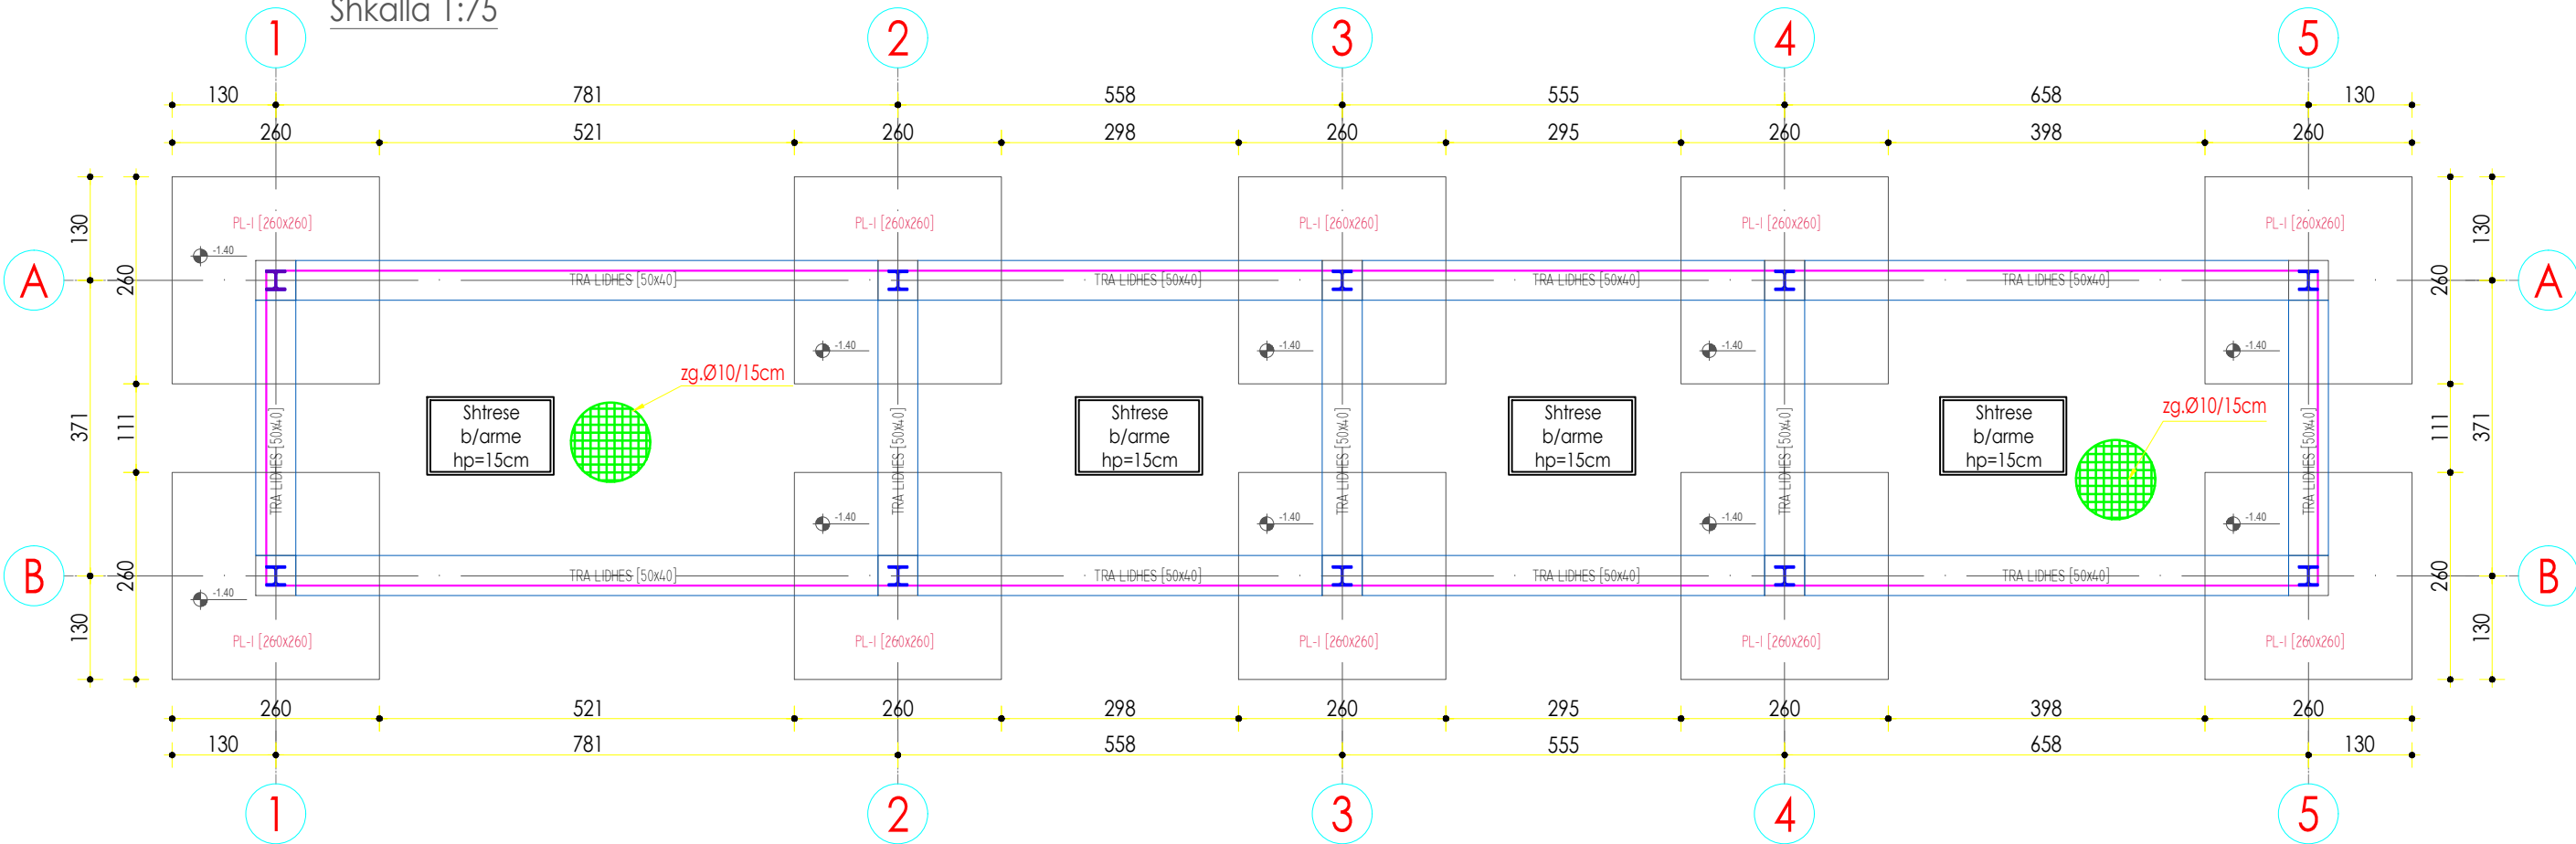 Shkalla 1:75
1 2 3 4 5
130 781 558 555 658 130
260 521 260 298 260 295 260 398 260
PL-I [260x260] PL-I [260x260] PL-I [260x260] PL-I [260x260] PL-I [260x260]
130 130
-1.40
A 260 TRA LIDHES [50x40] TRA LIDHES [50x40] TRA LIDHES [50x40] TRA LIDHES [50x40] 260 A
-1.40 -1.40 -1.40 -1.40
zg.Ø10/15cm
zg.Ø10/15cm
Shtrese Shtrese Shtrese Shtrese
b/arme b/arme b/arme b/arme
hp=15cm hp=15cm hp=15cm hp=15cm
371 111 111 371
TRA LIDHES [50x40] TRA LIDHES [50x40] TRA LIDHES [50x40] TRA LIDHES [50x40] TRA LIDHES [50x40]
-1.40 -1.40 -1.40 -1.40
B 260 TRA LIDHES [50x40] TRA LIDHES [50x40] TRA LIDHES [50x40] TRA LIDHES [50x40] 260 B
-1.40
130 130
PL-I [260x260] PL-I [260x260] PL-I [260x260] PL-I [260x260] PL-I [260x260]
260 521 260 298 260 295 260 398 260
130 781 558 555 658 130
1 2 3 4 5